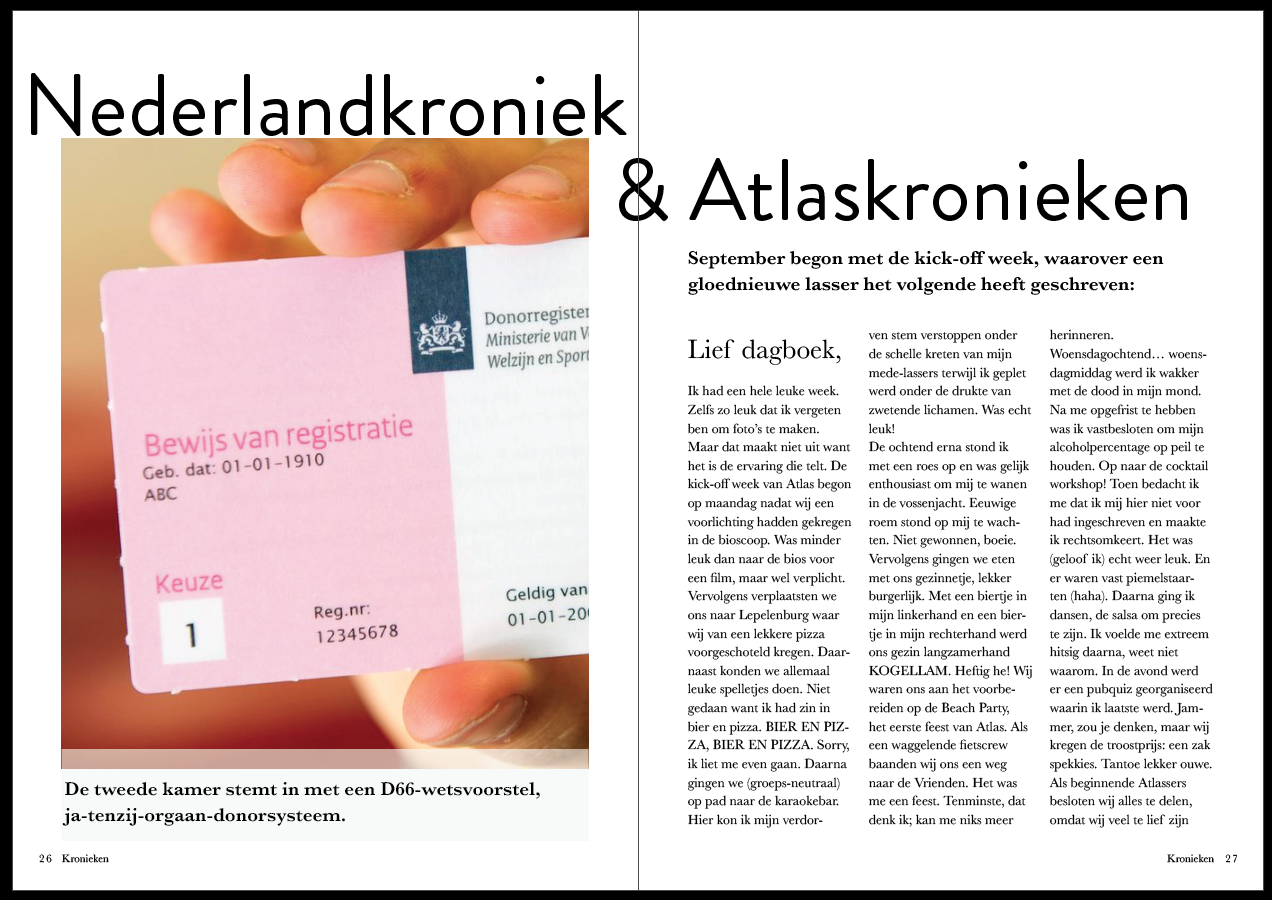 Nederlandkroniek
& Atlaskronieken
Donorregister
Ministerie van V
Welzijn en Sport
Bewijs van registratie
Geb. dat: 01-01-1910
ABC
Keuze
1
Reg.nr:
12345678
Geldig van
01-01-20
De tweede kamer stemt in met een D66-wetsvoorstel,
ja-tenzij-orgaan-donorsysteem.
26 Kronieken
September begon met de kick-off week, waarover een
gloednieuwe lasser het volgende heeft geschreven:
Lief dagboek,
Ik had een hele leuke week.
Zelfs zo leuk dat ik vergeten
ben om foto's te maken.
Maar dat maakt niet uit want
het is de ervaring die telt. De
kick-off week van Atlas begon
op maandag nadat wij een
voorlichting hadden gekregen
in de bioscoop. Was minder
leuk dan naar de bios voor
een film, maar wel verplicht.
Vervolgens verplaatsten we
ons naar Lepelenburg waar
wij van een lekkere pizza
voorgeschoteld kregen. Daar-
naast konden we allemaal
leuke spelletjes doen. Niet
gedaan want ik had zin in
bier en pizza. BIER EN PIZ-
ZA, BIER EN PIZZA. Sorry,
ik liet me even gaan. Daarna
gingen we (groeps-neutraal)
op pad naar de karaokebar.
Hier kon ik mijn verdor-
ven stem verstoppen onder
de schelle kreten van mijn
mede-lassers terwijl ik geplet
werd onder de drukte van
zwetende lichamen. Was echt
leuk!
De ochtend erna stond ik
met een roes op en was gelijk
enthousiast om mij te wanen
in de vossenjacht. Eeuwige
roem stond op mij te wach-
ten. Niet gewonnen, boeie.
Vervolgens gingen we eten
met ons gezinnetje, lekker
burgerlijk. Met een biertje in
mijn linkerhand en een bier-
tje in mijn rechterhand werd
ons gezin langzamerhand
KOGELLAM. Heftig he! Wij
waren ons aan het voorbe-
reiden op de Beach Party,
het eerste feest van Atlas. Als
een waggelende fietscrew
baanden wij ons een weg
naar de Vrienden. Het was
me een feest. Tenminste, dat
denk ik; kan me niks meer
herinneren.
Woensdagochtend… woens-
dagmiddag werd ik wakker
met de dood in mijn mond.
Na me opgefrist te hebben
was ik vastbesloten om mijn
alcoholpercentage op peil te
houden. Op naar de cocktail
workshop! Toen bedacht ik
me dat ik mij hier niet voor
had ingeschreven en maakte
ik rechtsomkeert. Het was
(geloof ik) echt weer leuk. En
er waren vast piemelstaar-
ten (haha). Daarna ging ik
dansen, de salsa om precies
te zijn. Ik voelde me extreem
hitsig daarna, weet niet
waarom. In de avond werd
er een pubquiz georganiseerd
waarin ik laatste werd. Jam-
mer, zou je denken, maar wij
kregen de troostprijs: een zak
spekkies. Tantoe lekker ouwe.
Als beginnende Atlassers
besloten wij alles te delen,
omdat wij veel te lief zijn
Kronieken 27